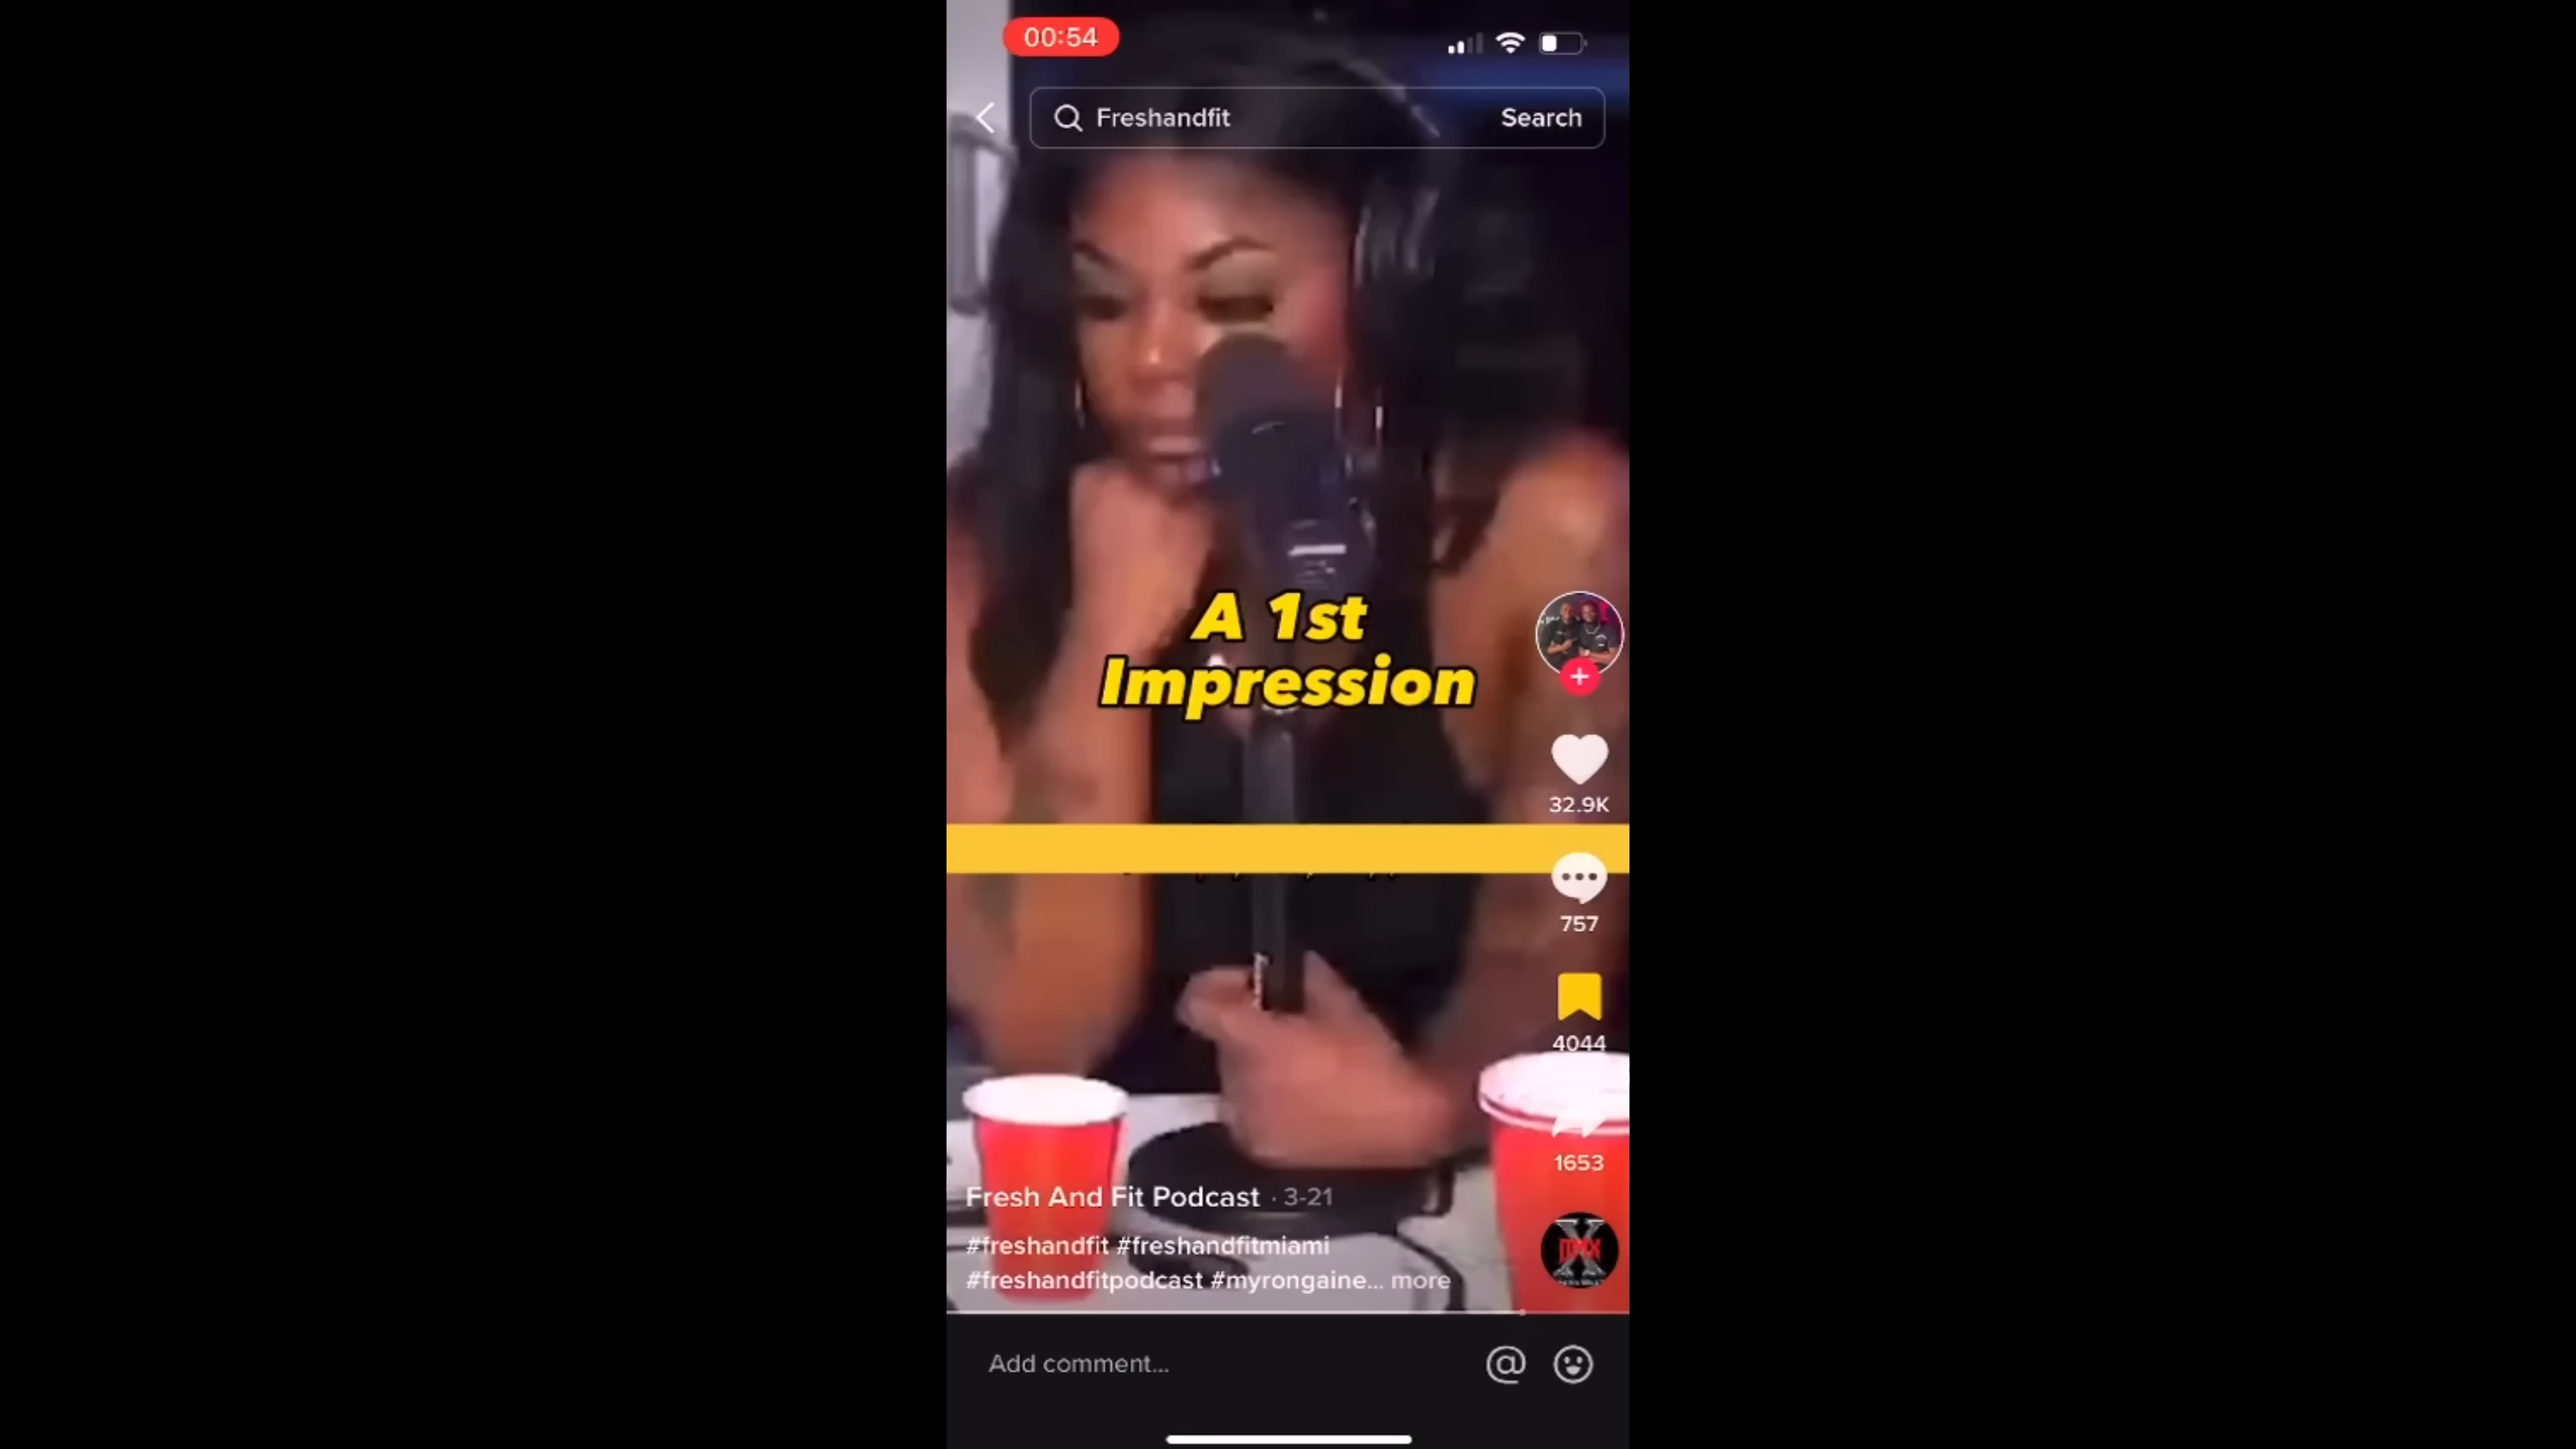 00:54
Freshandfit
Search
A 1st
Impression
32.9K
757
4044
1653
Fresh And Fit Podcast · 3-21
#freshandfit #freshandfitmiami
#freshandfitpodcast #myrongaine... more
Add comment...